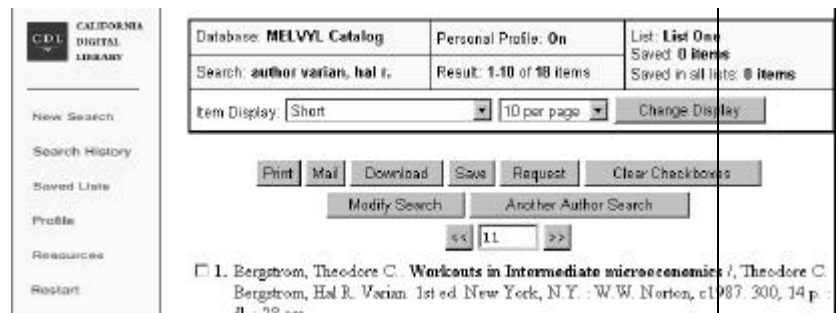 CDL
CALIFORNIA
DIGITAL
LIBRARY
New Search
Search History
Saved Lists
Profile
Resources
Restart
Database: MELVYL Catalog
Personal Profile: On
List: List One
Saved: 0 items
Saved in all lists: 0 items
Search: author varian, hal r.
Result: 1-10 of 18 items
Item Display: Short 10 per page Change Display
Print Mail Download Save Request Clear Checkboxes
Modify Search Another Author Search
<< 11 >>
1. Bergstrom, Theodore C.. Workouts in Intermediate microeconomics /, Theodore C.
Bergstrom, Hal R. Varian. 1st ed. New York, N.Y. : W.W. Norton, c1987. 300, 14 p. :